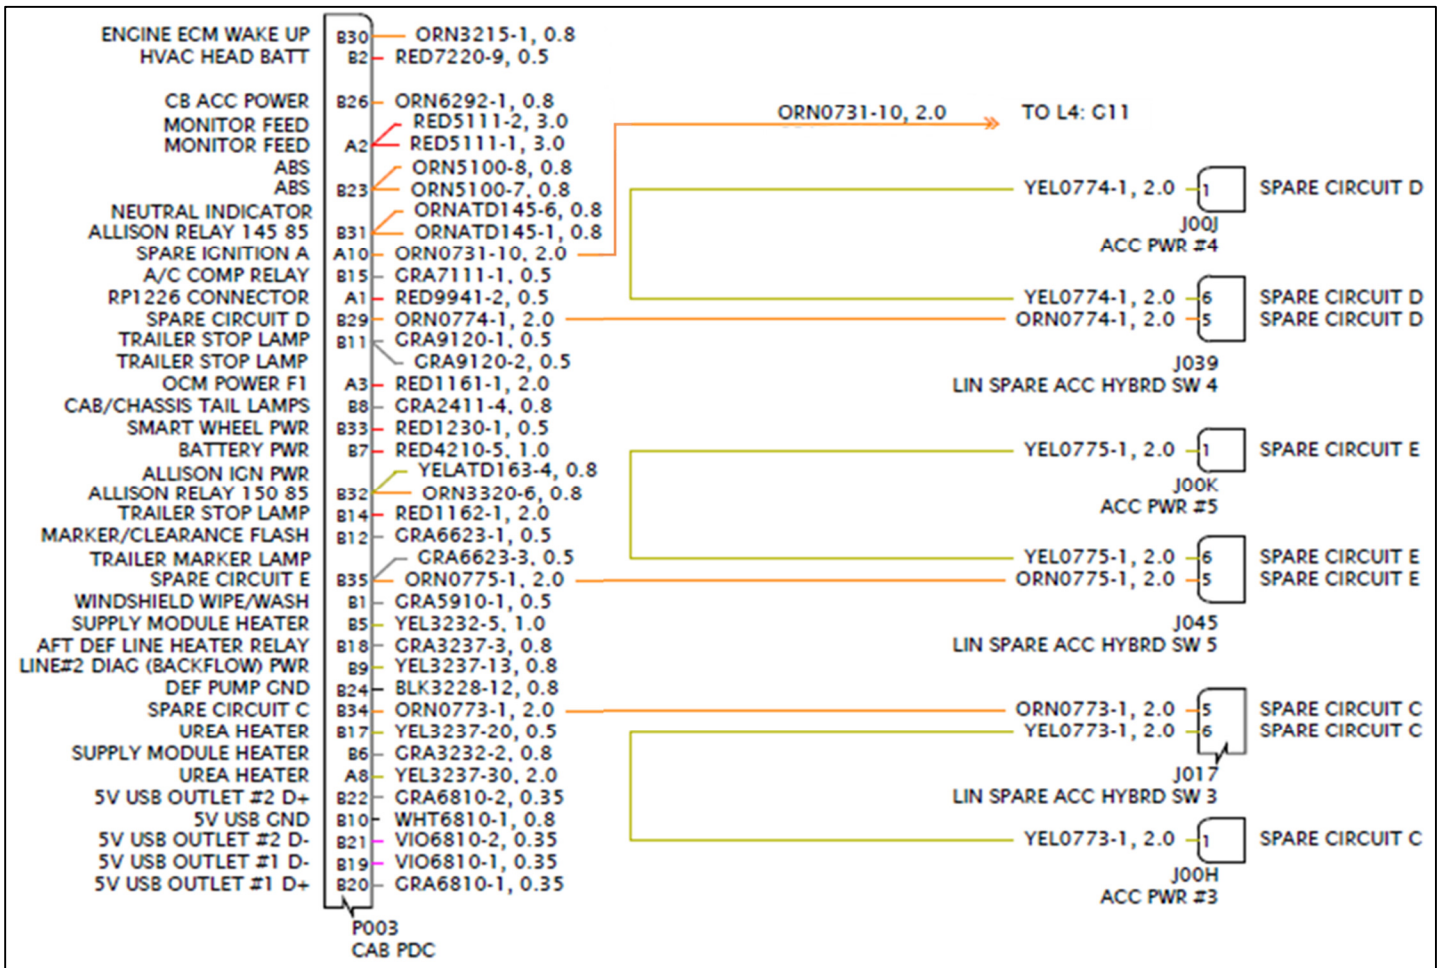 ENGINE ECM WAKE UP B30 ORN3215-1, 0.8
HVAC HEAD BATT B2 RED7220-9, 0.5
CB ACC POWER B26 ORN6292-1, 0.8
MONITOR FEED RED5111-2, 3.0
MONITOR FEED A2 RED5111-1, 3.0
ABS ORN5100-8, 0.8
ABS B23 ORN5100-7, 0.8
NEUTRAL INDICATOR ORNATD145-6, 0.8
ALLISON RELAY 145 85 B31 ORNATD145-1, 0.8
SPARE IGNITION A A10 ORN0731-10, 2.0
A/C COMP RELAY B15 GRA7111-1, 0.5
RP1226 CONNECTOR A1 RED9941-2, 0.5
SPARE CIRCUIT D B29 ORN0774-1, 2.0
TRAILER STOP LAMP B11 GRA9120-1, 0.5
TRAILER STOP LAMP GRA9120-2, 0.5
OCM POWER F1 A3 RED1161-1, 2.0
CAB/CHASSIS TAIL LAMPS B8 GRA2411-4, 0.8
SMART WHEEL PWR B33 RED1230-1, 0.5
BATTERY PWR B7 RED4210-5, 1.0
ALLISON IGN PWR YELATD163-4, 0.8
ALLISON RELAY 150 85 B32 ORN3320-6, 0.8
TRAILER STOP LAMP B14 RED1162-1, 2.0
MARKER/CLEARANCE FLASH B12 GRA6623-1, 0.5
TRAILER MARKER LAMP GRA6623-3, 0.5
SPARE CIRCUIT E B35 ORN0775-1, 2.0
WINDSHIELD WIPE/WASH B1 GRA5910-1, 0.5
SUPPLY MODULE HEATER B5 YEL3232-5, 1.0
AFT DEF LINE HEATER RELAY B18 GRA3237-3, 0.8
LINE#2 DIAG (BACKFLOW) PWR B9 YEL3237-13, 0.8
DEF PUMP GND B24 BLK3228-12, 0.8
SPARE CIRCUIT C B34 ORN0773-1, 2.0
UREA HEATER B17 YEL3237-20, 0.5
SUPPLY MODULE HEATER B6 GRA3232-2, 0.8
UREA HEATER A8 YEL3237-30, 2.0
5V USB OUTLET #2 D+ B22 GRA6810-2, 0.35
5V USB GND B10 WHT6810-1, 0.8
5V USB OUTLET #2 D- B21 VIO6810-2, 0.35
5V USB OUTLET #1 D- B19 VIO6810-1, 0.35
5V USB OUTLET #1 D+ B20 GRA6810-1, 0.35
P003
CAB PDC
ORN0731-10, 2.0 TO L4: G11
YEL0774-1, 2.0 1 SPARE CIRCUIT D
J00J
ACC PWR #4
YEL0774-1, 2.0 6 SPARE CIRCUIT D
ORN0774-1, 2.0 5 SPARE CIRCUIT D
J039
LIN SPARE ACC HYBRD SW 4
YEL0775-1, 2.0 1 SPARE CIRCUIT E
J00K
ACC PWR #5
YEL0775-1, 2.0 6 SPARE CIRCUIT E
ORN0775-1, 2.0 5 SPARE CIRCUIT E
J045
LIN SPARE ACC HYBRD SW 5
ORN0773-1, 2.0 5 SPARE CIRCUIT C
YEL0773-1, 2.0 6 SPARE CIRCUIT C
J017
LIN SPARE ACC HYBRD SW 3
YEL0773-1, 2.0 1 SPARE CIRCUIT C
J00H
ACC PWR #3